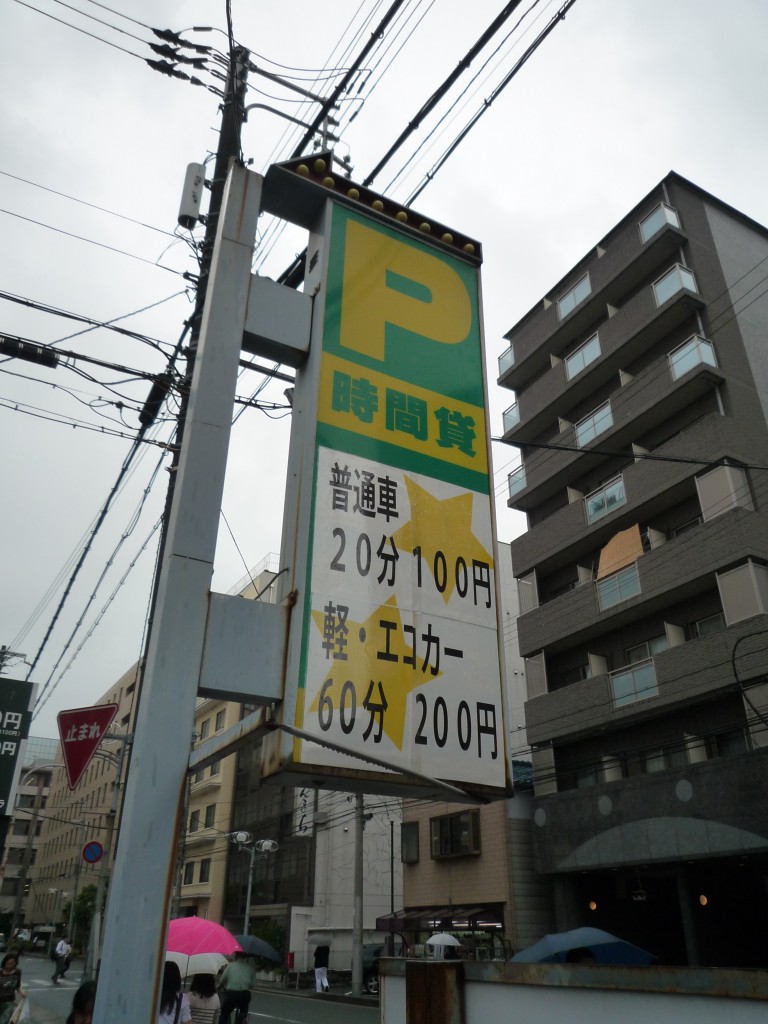 P
時間貸
普通車
20分 100円
軽・エコカー
60分 200円
止まれ